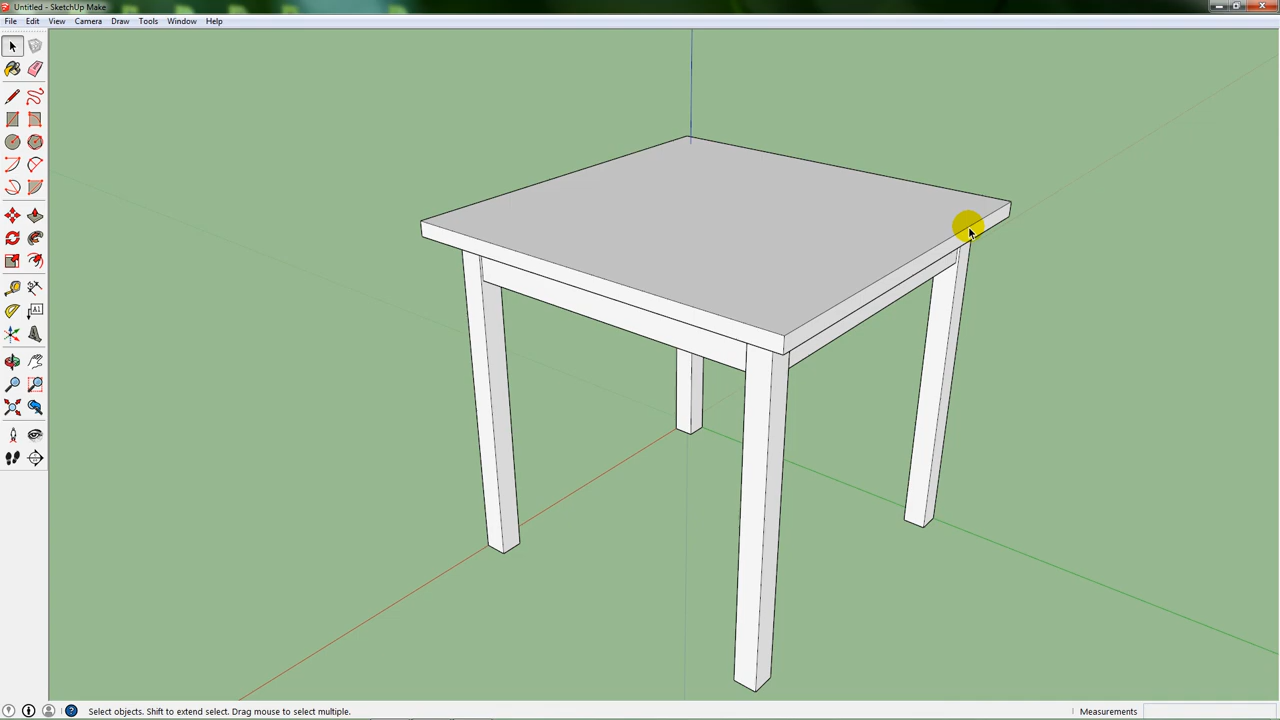 Untitled - SketchUp Make
File Edit View Camera Draw Tools Window Help
A1
Select objects. Shift to extend select. Drag mouse to select multiple.
Measurements